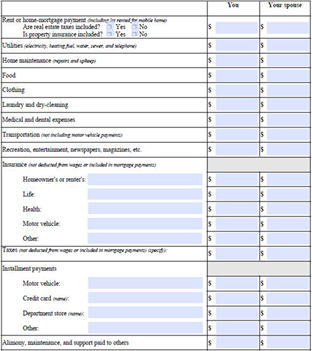 You Your spouse
Rent or home-mortgage payment (including lot rented for mobile home) $ $
Are real estate taxes included? Yes No
Is property insurance included? Yes No
Utilities (electricity, heating fuel, water, sewer, and telephone) $ $
Home maintenance (repairs and upkeep) $ $
Food $ $
Clothing $ $
Laundry and dry-cleaning $ $
Medical and dental expenses $ $
Transportation (not including motor vehicle payments) $ $
Recreation, entertainment, newspapers, magazines, etc. $ $
Insurance (not deducted from wages or included in mortgage payments)
Homeowner's or renter's: $ $
Life: $ $
Health: $ $
Motor vehicle: $ $
Other: $ $
Taxes (not deducted from wages or included in mortgage payments) (specify): $ $
Installment payments
Motor vehicle: $ $
Credit card (name): $ $
Department store (name): $ $
Other: $ $
Alimony, maintenance, and support paid to others $ $